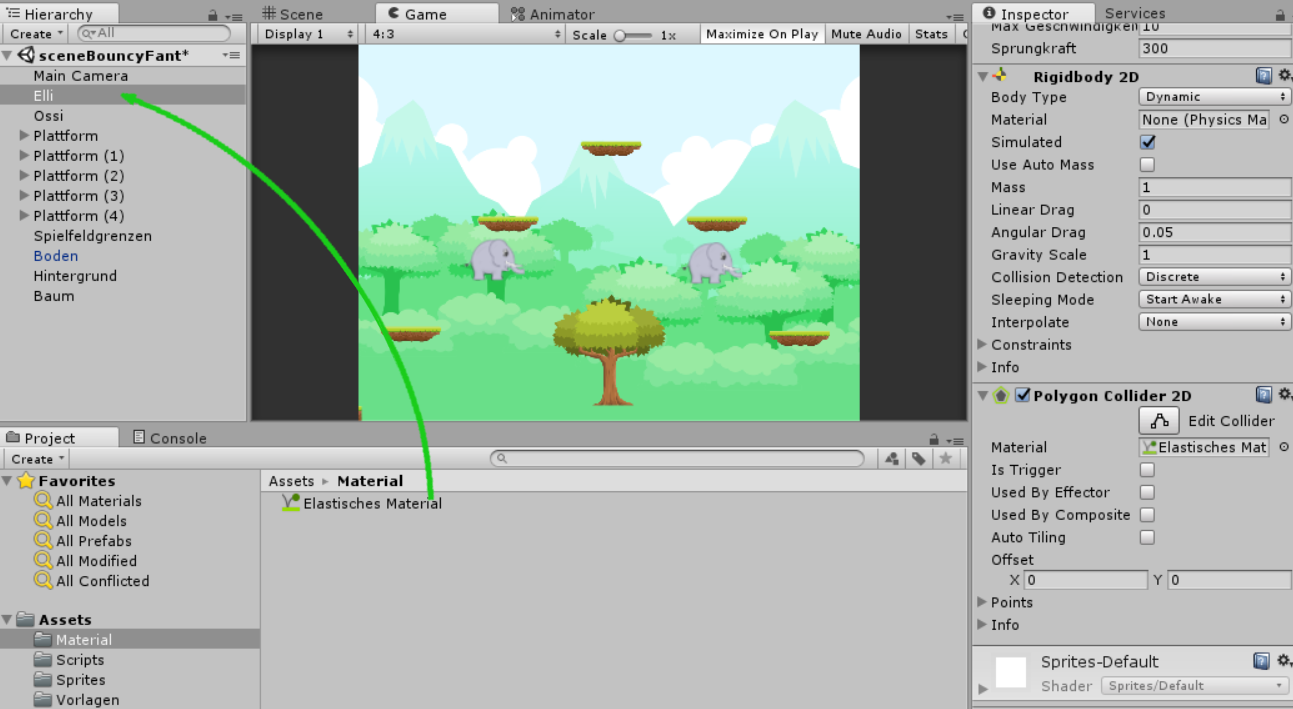 Hierarchy
Create
All
sceneBouncyFant*
Main Camera
Elli
Ossi
Plattform
Plattform (1)
Plattform (2)
Plattform (3)
Plattform (4)
Spielfeldgrenzen
Boden
Hintergrund
Baum
Scene
Game
Animator
Display 1
4:3
Scale
1x
Maximize On Play
Mute Audio
Stats
Project
Console
Create
Favorites
All Materials
All Models
All Prefabs
All Modified
All Conflicted
Assets
Material
Scripts
Sprites
Vorlagen
Assets
Material
Elastisches Material
Inspector
Services
Max Geschwindigkeit 10
Sprungkraft 300
Rigidbody 2D
Body Type Dynamic
Material None (Physics Ma
Simulated
Use Auto Mass
Mass 1
Linear Drag 0
Angular Drag 0.05
Gravity Scale 1
Collision Detection Discrete
Sleeping Mode Start Awake
Interpolate None
Constraints
Info
Polygon Collider 2D
Edit Collider
Material Elastisches Mat
Is Trigger
Used By Effector
Used By Composite
Auto Tiling
Offset
X 0 Y 0
Points
Info
Sprites-Default
Shader Sprites/Default